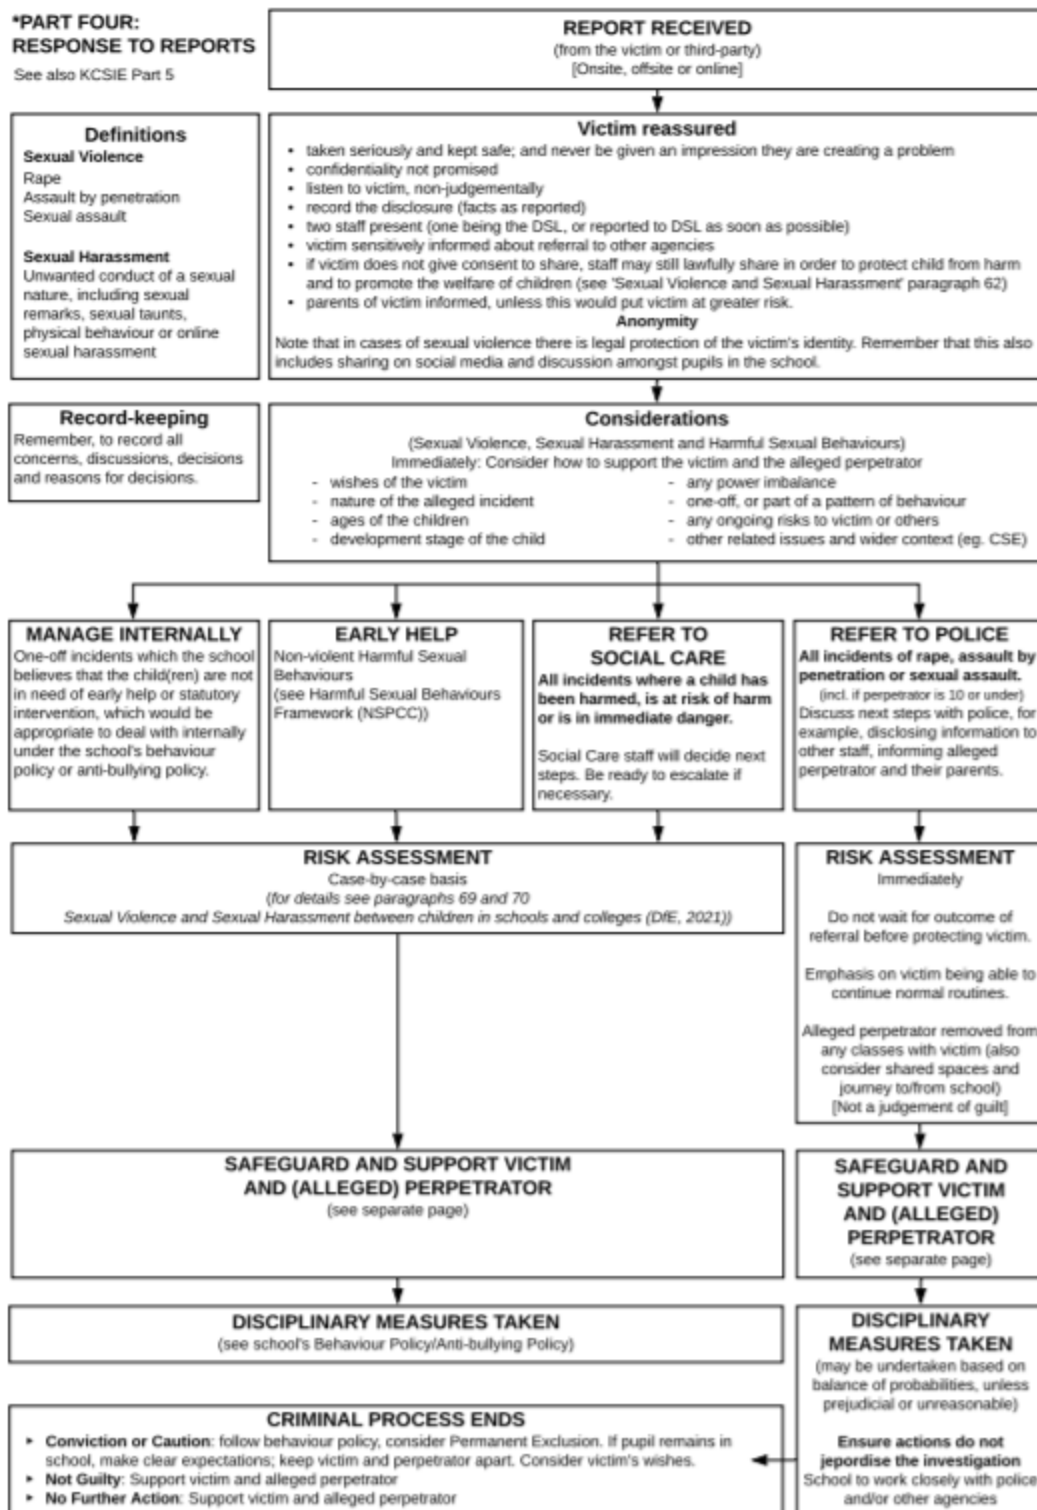 *PART FOUR:
RESPONSE TO REPORTS
See also KCSIE Part 5
REPORT RECEIVED
(from the victim or third-party)
[Onsite, offsite or online]
Definitions
Sexual Violence
Rape
Assault by penetration
Sexual assault
Sexual Harassment
Unwanted conduct of a sexual
nature, including sexual
remarks, sexual taunts,
physical behaviour or online
sexual harassment
Victim reassured
• taken seriously and kept safe; and never be given an impression they are creating a problem
• confidentiality not promised
• listen to victim, non-judgementally
• record the disclosure (facts as reported)
• two staff present (one being the DSL, or reported to DSL as soon as possible)
• victim sensitively informed about referral to other agencies
• if victim does not give consent to share, staff may still lawfully share in order to protect child from harm
and to promote the welfare of children (see 'Sexual Violence and Sexual Harassment' paragraph 62)
• parents of victim informed, unless this would put victim at greater risk.
Anonymity
Note that in cases of sexual violence there is legal protection of the victim's identity. Remember that this also
includes sharing on social media and discussion amongst pupils in the school.
Record-keeping
Remember, to record all
concerns, discussions, decisions
and reasons for decisions.
Considerations
(Sexual Violence, Sexual Harassment and Harmful Sexual Behaviours)
Immediately: Consider how to support the victim and the alleged perpetrator
- wishes of the victim
- nature of the alleged incident
- ages of the children
- development stage of the child
- any power imbalance
- one-off, or part of a pattern of behaviour
- any ongoing risks to victim or others
- other related issues and wider context (eg. CSE)
MANAGE INTERNALLY
One-off incidents which the school
believes that the child(ren) are not
in need of early help or statutory
intervention, which would be
appropriate to deal with internally
under the school's behaviour
policy or anti-bullying policy.
EARLY HELP
Non-violent Harmful Sexual
Behaviours
(see Harmful Sexual Behaviours
Framework (NSPCC))
REFER TO
SOCIAL CARE
All incidents where a child has
been harmed, is at risk of harm
or is in immediate danger.
Social Care staff will decide next
steps. Be ready to escalate if
necessary.
REFER TO POLICE
All incidents of rape, assault by
penetration or sexual assault.
(incl. if perpetrator is 10 or under)
Discuss next steps with police, for
example, disclosing information to
other staff, informing alleged
perpetrator and their parents.
RISK ASSESSMENT
Case-by-case basis
(for details see paragraphs 69 and 70
Sexual Violence and Sexual Harassment between children in schools and colleges (DfE, 2021))
RISK ASSESSMENT
Immediately
Do not wait for outcome of
referral before protecting victim.
Emphasis on victim being able to
continue normal routines.
Alleged perpetrator removed from
any classes with victim (also
consider shared spaces and
journey to/from school)
[Not a judgement of guilt]
SAFEGUARD AND SUPPORT VICTIM
AND (ALLEGED) PERPETRATOR
(see separate page)
SAFEGUARD AND
SUPPORT VICTIM
AND (ALLEGED)
PERPETRATOR
(see separate page)
DISCIPLINARY MEASURES TAKEN
(see school's Behaviour Policy/Anti-bullying Policy)
DISCIPLINARY
MEASURES TAKEN
(may be undertaken based on
balance of probabilities, unless
prejudicial or unreasonable)
Ensure actions do not
jepordise the investigation
School to work closely with police
and/or other agencies
CRIMINAL PROCESS ENDS
▸ Conviction or Caution: follow behaviour policy, consider Permanent Exclusion. If pupil remains in
school, make clear expectations; keep victim and perpetrator apart. Consider victim's wishes.
▸ Not Guilty: Support victim and alleged perpetrator
▸ No Further Action: Support victim and alleged perpetrator